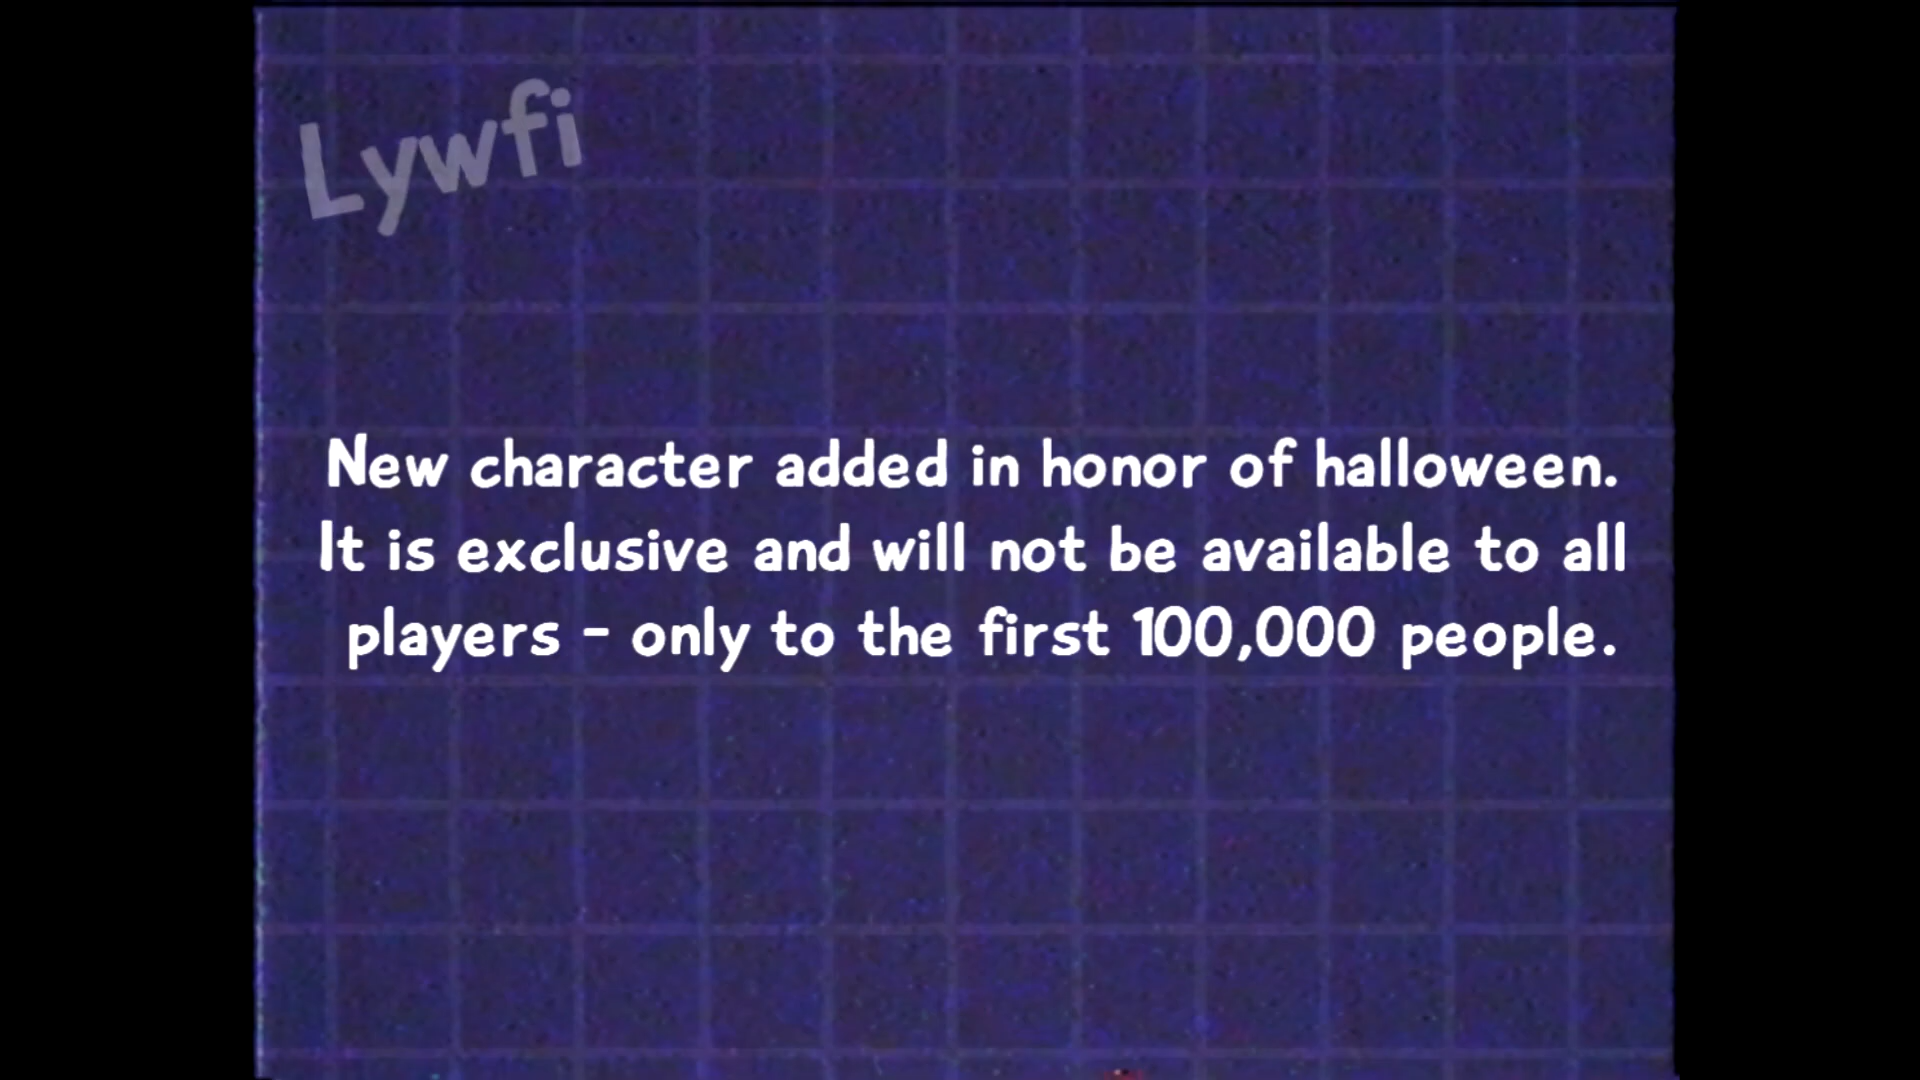 Lywfi
New character added in honor of halloween.
It is exclusive and will not be available to all
players - only to the first 100,000 people.